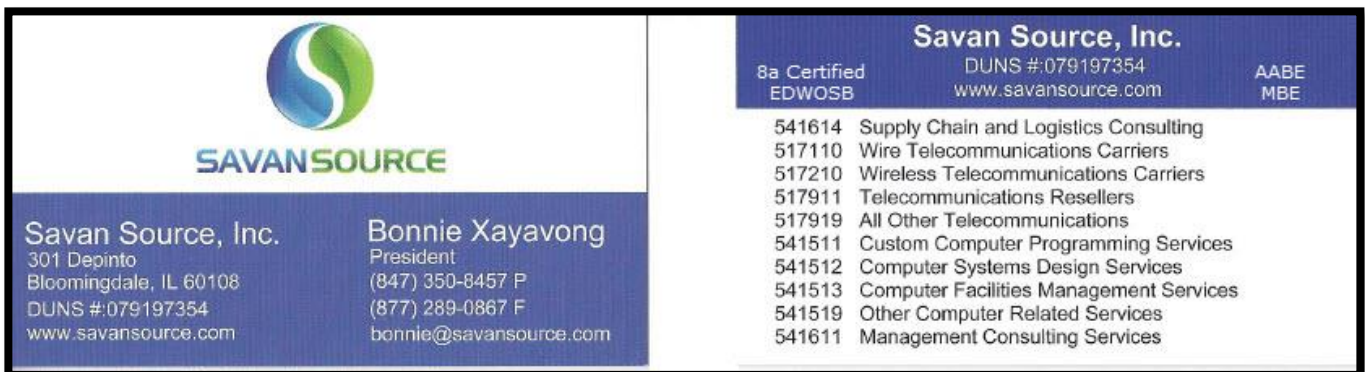 SAVANSOURCE
Savan Source, Inc.
301 Depinto
Bloomingdale, IL 60108
DUNS #:079197354
www.savansource.com
Bonnie Xayavong
President
(847) 350-8457 P
(877) 289-0867 F
bonnie@savansource.com
Savan Source, Inc.
8a Certified
EDWOSB
DUNS #:079197354
www.savansource.com
AABE
MBE
541614 Supply Chain and Logistics Consulting
517110 Wire Telecommunications Carriers
517210 Wireless Telecommunications Carriers
517911 Telecommunications Resellers
517919 All Other Telecommunications
541511 Custom Computer Programming Services
541512 Computer Systems Design Services
541513 Computer Facilities Management Services
541519 Other Computer Related Services
541611 Management Consulting Services